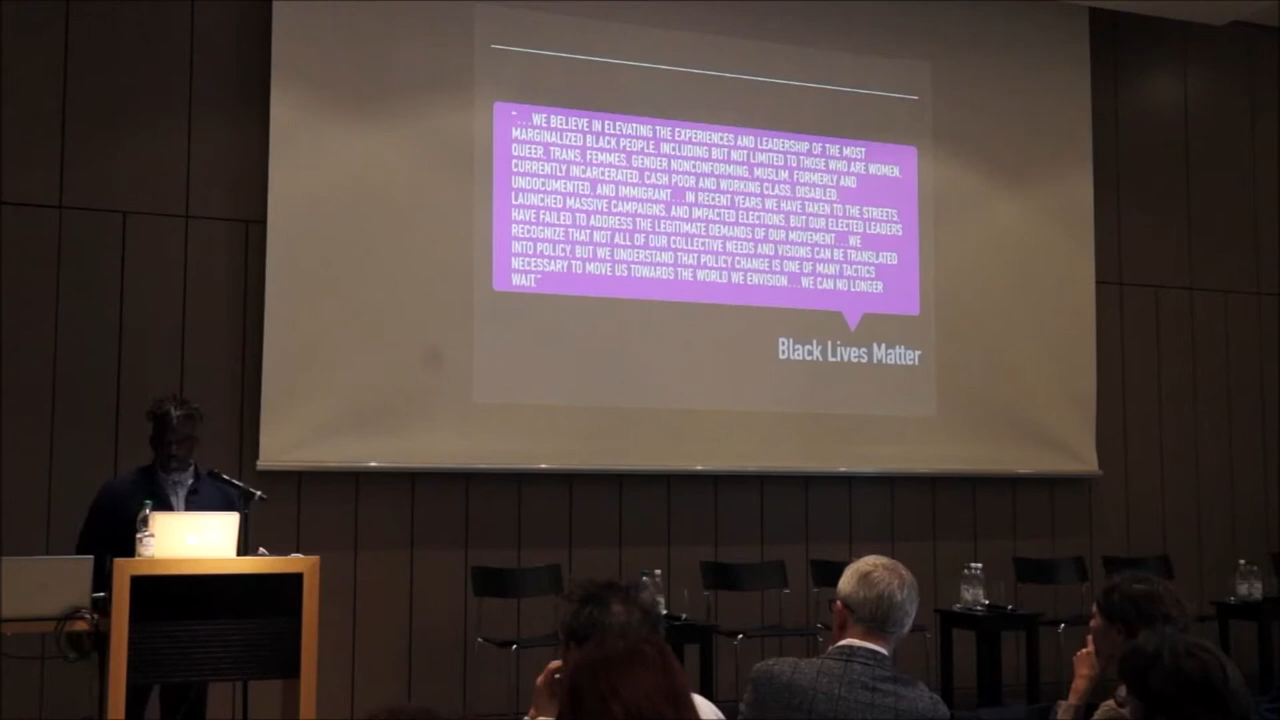 "...WE BELIEVE IN ELEVATING THE EXPERIENCES AND LEADERSHIP OF THE MOST
MARGINALIZED BLACK PEOPLE, INCLUDING BUT NOT LIMITED TO THOSE WHO ARE WOMEN,
QUEER, TRANS, FEMMES, GENDER NONCONFORMING, MUSLIM, FORMERLY AND
CURRENTLY INCARCERATED, CASH POOR AND WORKING CLASS, DISABLED,
UNDOCUMENTED, AND IMMIGRANT...IN RECENT YEARS WE HAVE TAKEN TO THE STREETS,
LAUNCHED MASSIVE CAMPAIGNS, AND IMPACTED ELECTIONS, BUT OUR ELECTED LEADERS
HAVE FAILED TO ADDRESS THE LEGITIMATE DEMANDS OF OUR MOVEMENT...WE
RECOGNIZE THAT NOT ALL OF OUR COLLECTIVE NEEDS AND VISIONS CAN BE TRANSLATED
INTO POLICY, BUT WE UNDERSTAND THAT POLICY CHANGE IS ONE OF MANY TACTICS
NECESSARY TO MOVE US TOWARDS THE WORLD WE ENVISION...WE CAN NO LONGER
WAIT."
Black Lives Matter